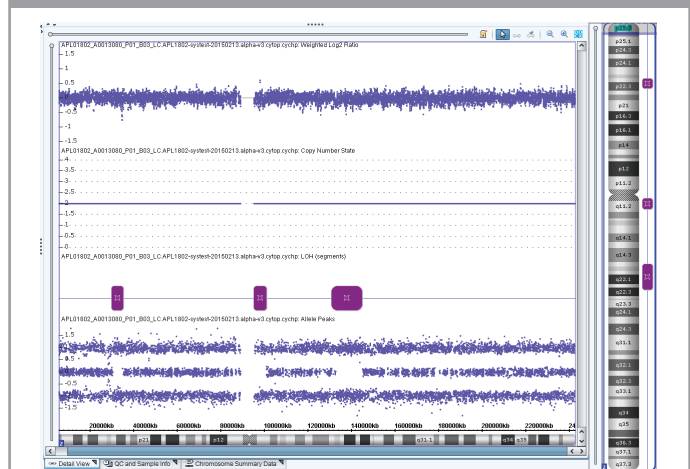 APL01802_A0013080_P01_B03_LC.APL1802-systest-20150213.alpha-v3.cytop.cychp: Weighted Log2 Ratio
1.5
1
0.5
0
-0.5
-1
-1.5
APL01802_A0013080_P01_B03_LC.APL1802-systest-20150213.alpha-v3.cytop.cychp: Copy Number State
4
3.5
3
2.5
2
1.5
1
0.5
0
APL01802_A0013080_P01_B03_LC.APL1802-systest-20150213.alpha-v3.cytop.cychp: LOH (segments)
APL01802_A0013080_P01_B03_LC.APL1802-systest-20150213.alpha-v3.cytop.cychp: Allele Peaks
1.5
0.5
-0.5
-1.5
20000kb 40000kb 60000kb 80000kb 100000kb 120000kb 140000kb 160000kb 180000kb 200000kb 220000kb 24
p21 p12 q31.1 q34 q35
Detail View QC and Sample Info Chromosome Summary Data
p25.1
p24.3
p24.1
p22.3
p21
p16.3
p16.1
p14
p12
p11.2
q11.2
q14.1
q14.3
q22.1
q22.3
q23.3
q24.1
q24.3
q31.1
q32.1
q32.3
q33.1
q34
q35
q36.3
q37.1
q37.3